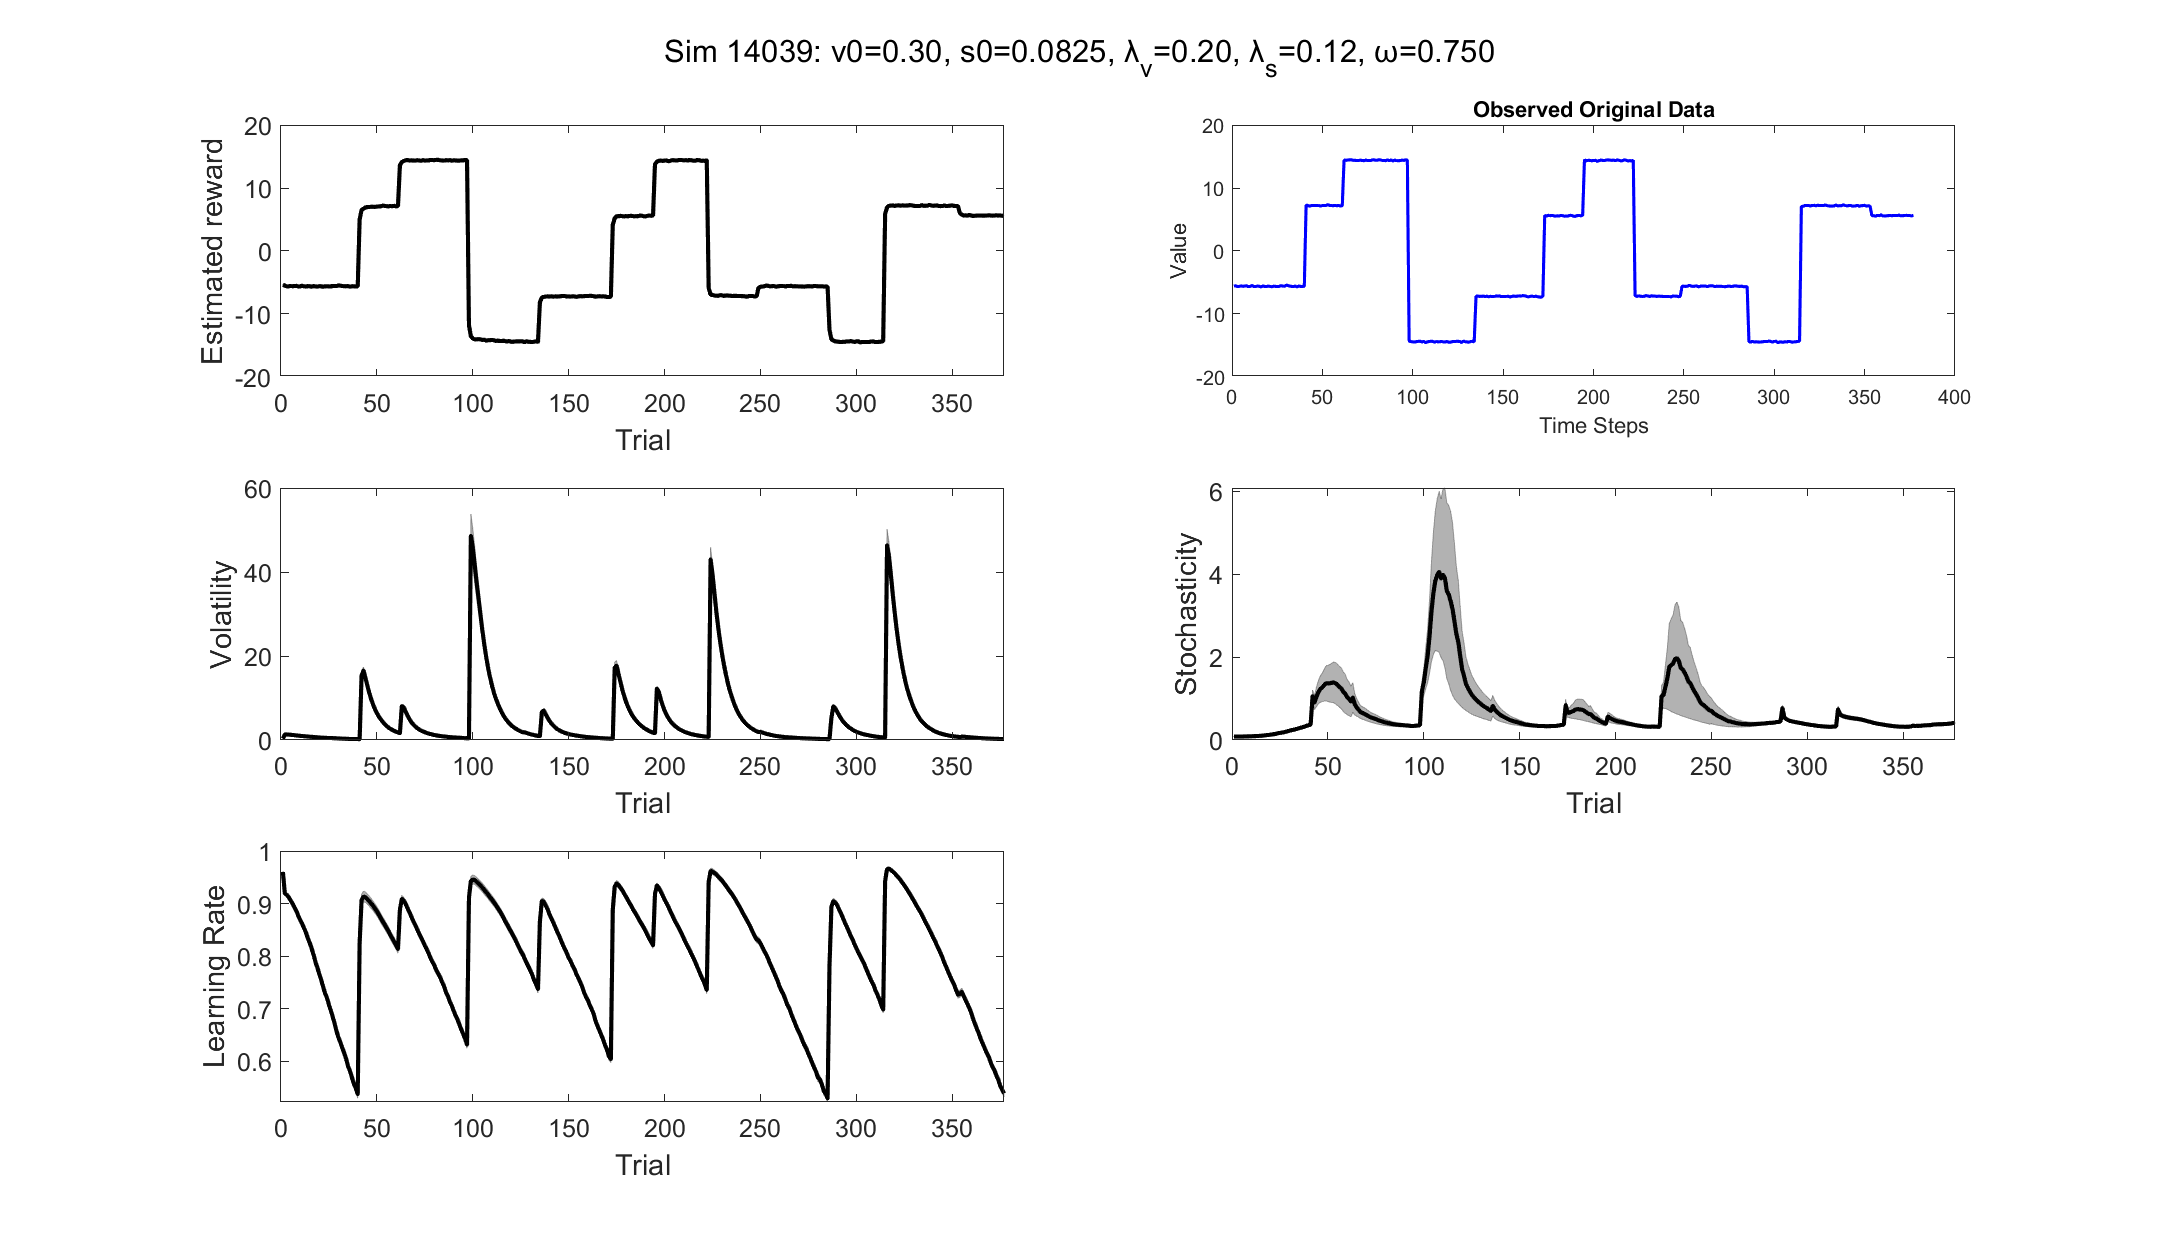 Sim 14039: v0=0.30, s0=0.0825, λv=0.20, λs=0.12, ω=0.750
Estimated reward
20
10
0
-10
-20
0 50 100 150 200 250 300 350
Trial
Observed Original Data
Value
20
10
0
-10
-20
0 50 100 150 200 250 300 350 400
Time Steps
Volatility
60
40
20
0
0 50 100 150 200 250 300 350
Trial
Stochasticity
6
4
2
0
0 50 100 150 200 250 300 350
Trial
Learning Rate
1
0.9
0.8
0.7
0.6
0 50 100 150 200 250 300 350
Trial